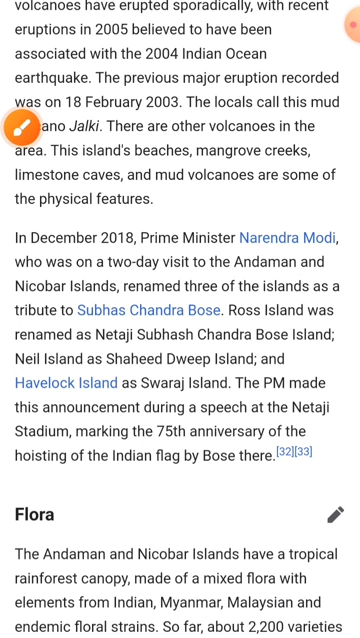 volcanoes have erupted sporadically, with recent
eruptions in 2005 believed to have been
associated with the 2004 Indian Ocean
earthquake. The previous major eruption recorded
was on 18 February 2003. The locals call this mud
ano Jalki. There are other volcanoes in the
area. This island's beaches, mangrove creeks,
limestone caves, and mud volcanoes are some of
the physical features.
In December 2018, Prime Minister Narendra Modi,
who was on a two-day visit to the Andaman and
Nicobar Islands, renamed three of the islands as a
tribute to Subhas Chandra Bose. Ross Island was
renamed as Netaji Subhash Chandra Bose Island;
Neil Island as Shaheed Dweep Island; and
Havelock Island as Swaraj Island. The PM made
this announcement during a speech at the Netaji
Stadium, marking the 75th anniversary of the
hoisting of the Indian flag by Bose there.[32][33]
Flora
The Andaman and Nicobar Islands have a tropical
rainforest canopy, made of a mixed flora with
elements from Indian, Myanmar, Malaysian and
endemic floral strains. So far, about 2,200 varieties